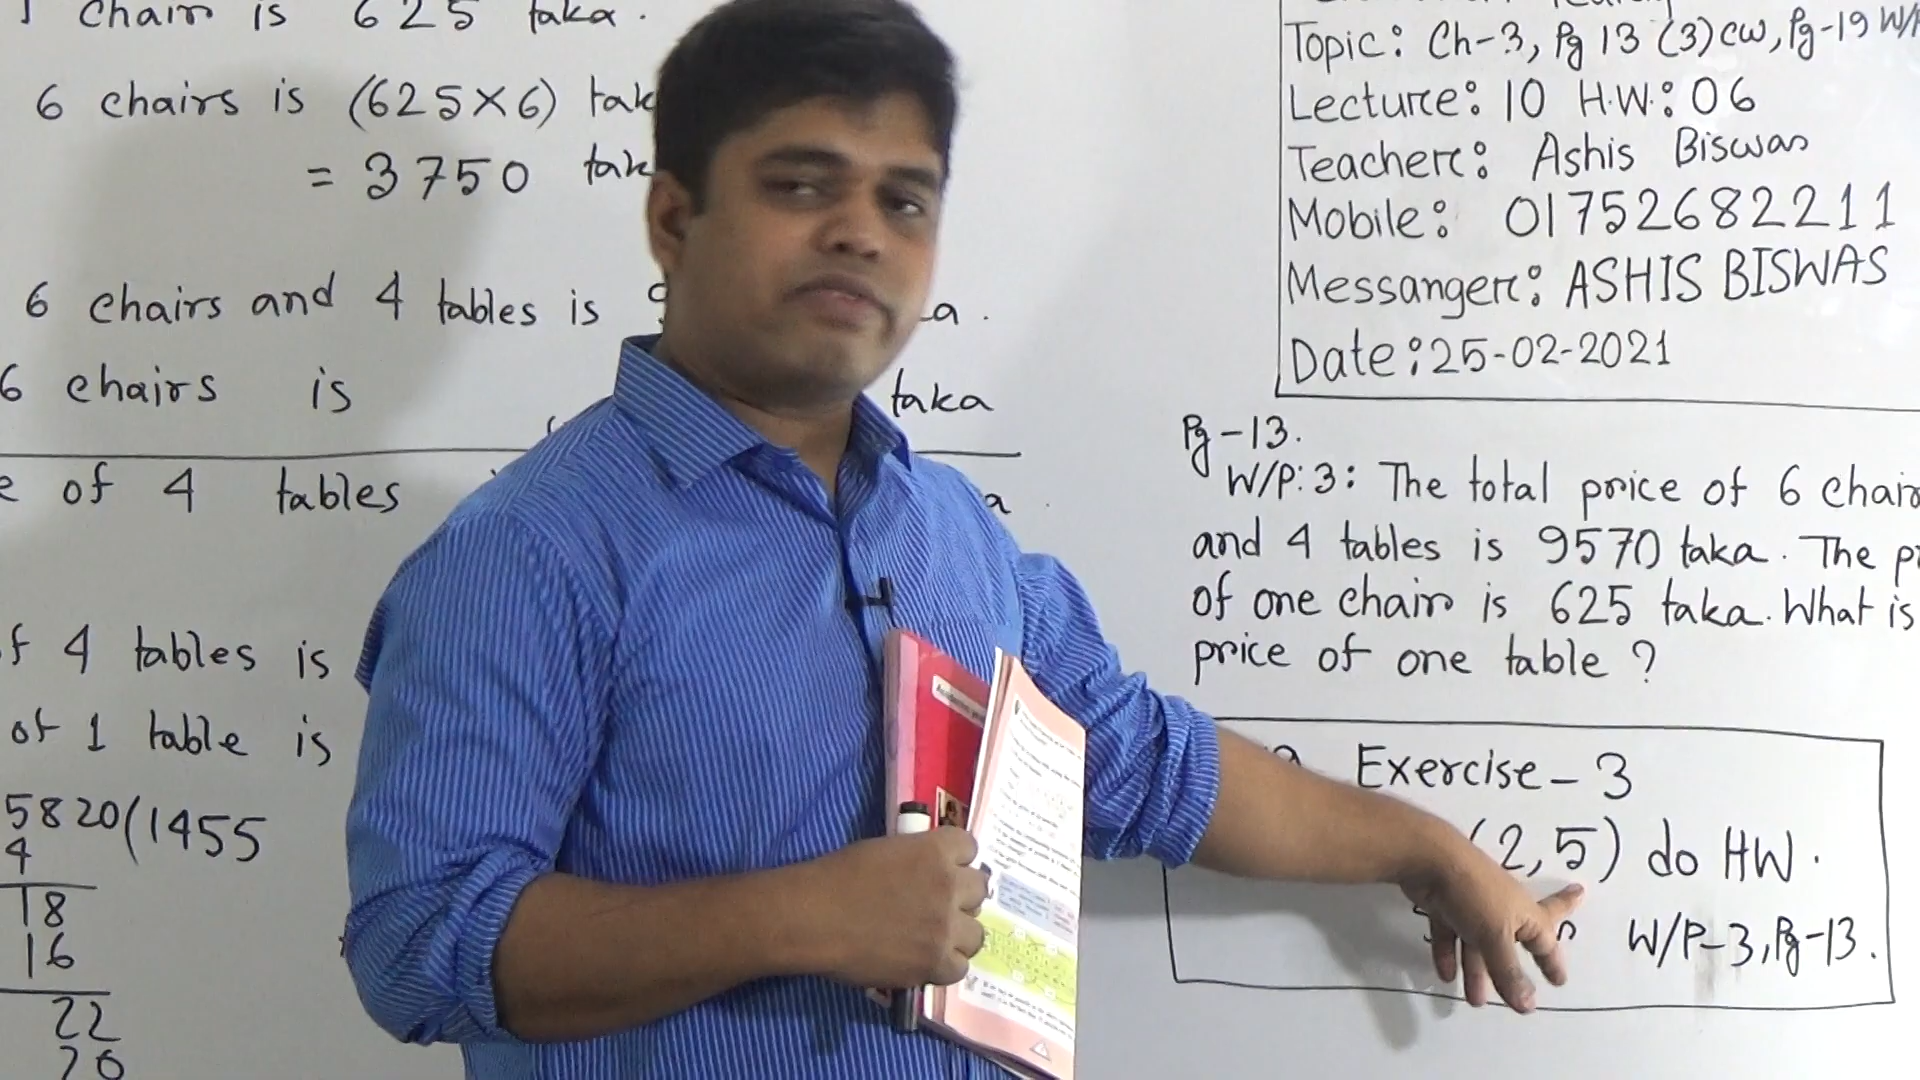 1 chair is 625 taka.
6 chairs is (625×6) tak
= 3750 tak
6 chairs and 4 tables is a.
6 chairs is taka
of 4 tables a.
of 4 tables is
of 1 table is
5820(1455
4
18
16
22
20
Topic: Ch-3, Pg 13 (3) cw, Pg-19 W/P
Lecture: 10 H.W.: 06
Teacher: Ashis Biswas
Mobile: 01752682211
Messanger: ASHIS BISWAS
Date: 25-02-2021
Pg-13.
W/P: 3: The total price of 6 chair
and 4 tables is 9570 taka. The pr
of one chair is 625 taka. What is
price of one table?
Exercise-3
(2,5) do HW.
W/P-3, Pg-13.